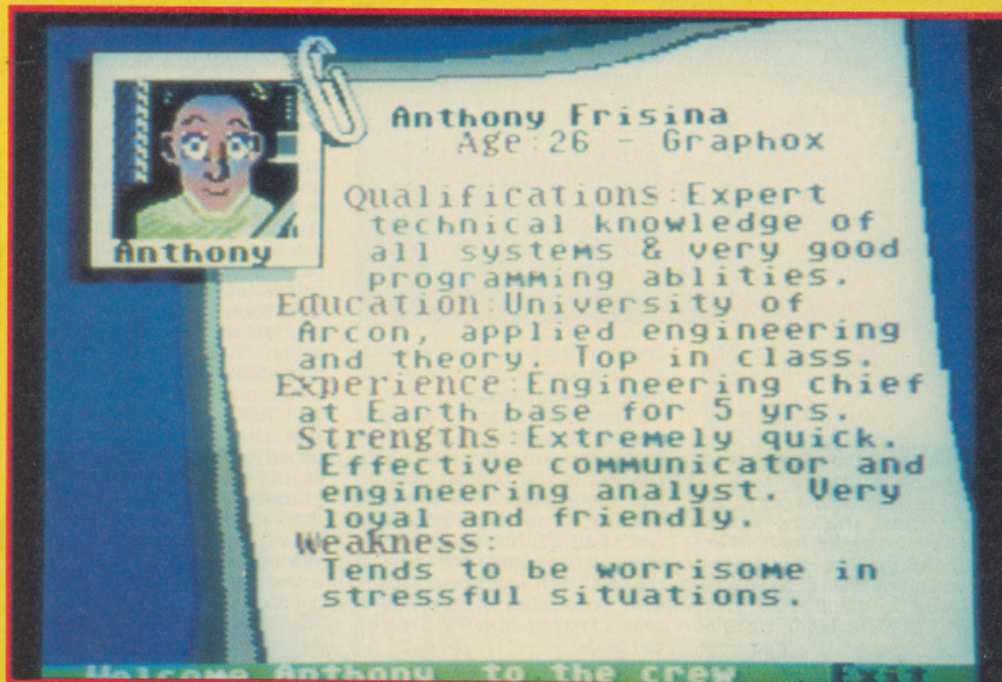 Anthony Frisina
Age:26 - Graphox
Anthony
Qualifications:Expert
technical knowledge of
all systems & very good
programming ablities.
Education:University of
Arcon, applied engineering
and theory. Top in class.
Experience:Engineering chief
at Earth base for 5 yrs.
Strengths:Extremely quick.
Effective communicator and
engineering analyst. Very
loyal and friendly.
Weakness:
Tends to be worrisome in
stressful situations.
Welcome Anthony to the crew Exit